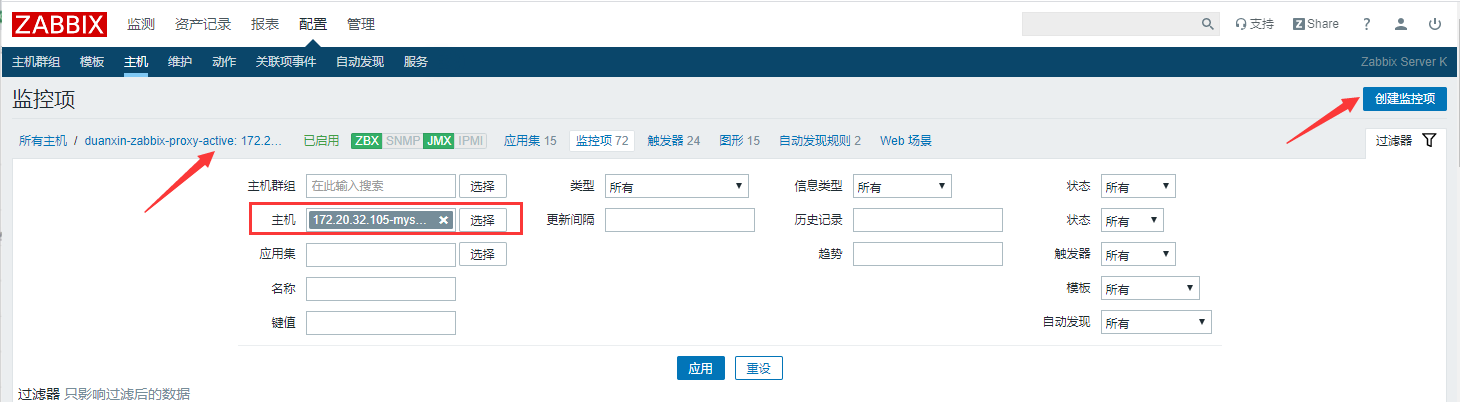 ZABBIX 监测 资产记录 报表 配置 管理 支持 Z Share ?
主机群组 模板 主机 维护 动作 关联项事件 自动发现 服务 Zabbix Server K
监控项 创建监控项
所有主机 / duanxin-zabbix-proxy-active: 172.2... 已启用 ZBX SNMP JMX IPMI 应用集 15 监控项 72 触发器 24 图形 15 自动发现规则 2 Web 场景 过滤器
主机群组 在此输入搜索 选择 类型 所有 信息类型 所有 状态 所有
主机 172.20.32.105-mys... 选择 更新间隔 历史记录 状态 所有
应用集 选择 趋势 触发器 所有
名称 模板 所有
键值 自动发现 所有
应用 重设
过滤器 只影响过滤后的数据